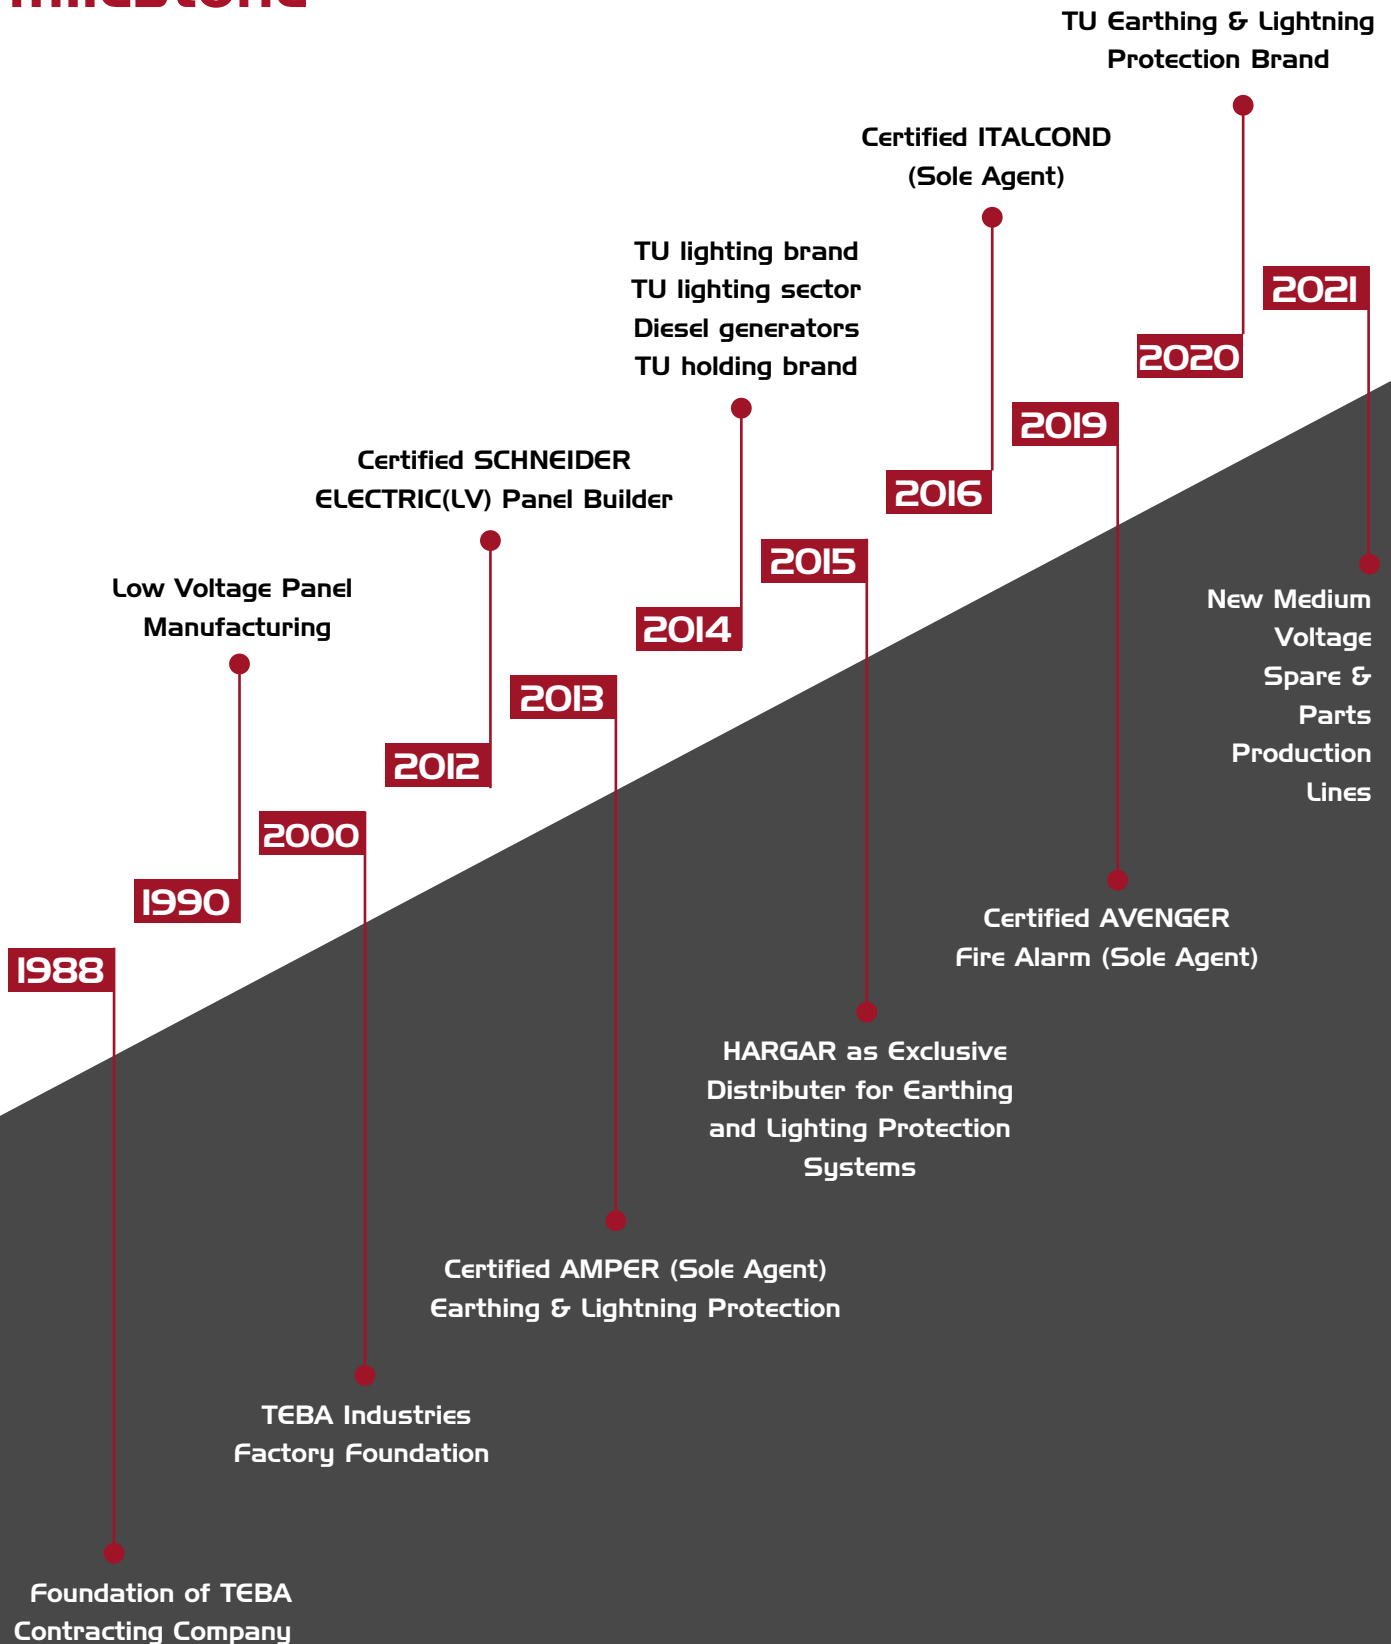 milestone
TU Earthing & Lightning
Protection Brand
Certified ITALCOND
(Sole Agent)
TU lighting brand
TU lighting sector
Diesel generators
TU holding brand
2021
2020
2019
Certified SCHNEIDER
ELECTRIC(LV) Panel Builder
2016
2015
Low Voltage Panel
Manufacturing
2014
New Medium
Voltage
Spare &
Parts
Production
Lines
2013
2012
2000
1990
1988
Certified AVENGER
Fire Alarm (Sole Agent)
HARGAR as Exclusive
Distributer for Earthing
and Lighting Protection
Systems
Certified AMPER (Sole Agent)
Earthing & Lightning Protection
TEBA Industries
Factory Foundation
Foundation of TEBA
Contracting Company